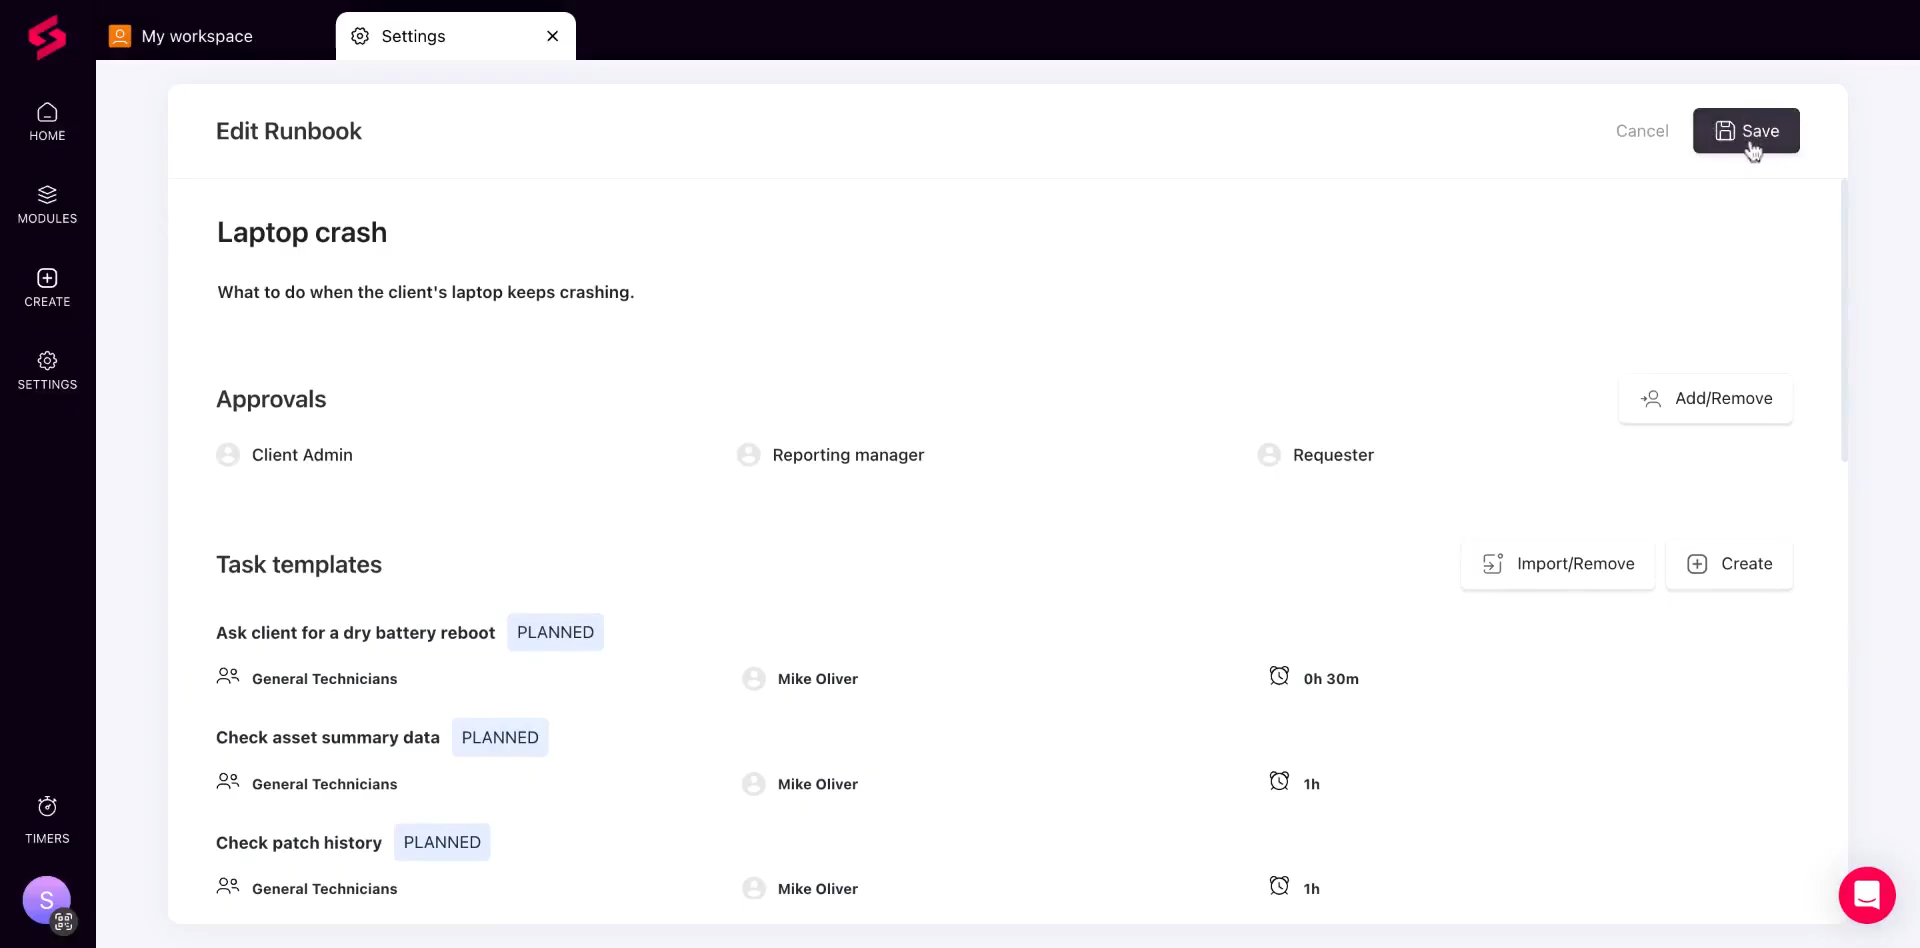 My workspace
Settings
HOME
MODULES
CREATE
SETTINGS
TIMERS
S
Edit Runbook
Cancel
Save
Laptop crash
What to do when the client's laptop keeps crashing.
Approvals
Add/Remove
Client Admin
Reporting manager
Requester
Task templates
Import/Remove
Create
Ask client for a dry battery reboot PLANNED
General Technicians
Mike Oliver
0h 30m
Check asset summary data PLANNED
General Technicians
Mike Oliver
1h
Check patch history PLANNED
General Technicians
Mike Oliver
1h